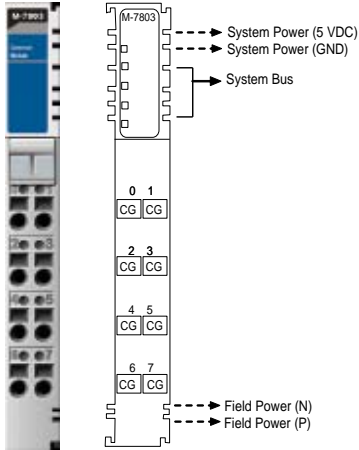 M-7803
M-7803
System Power (5 VDC)
System Power (GND)
System Bus
0 1
CG CG
2 3
CG CG
4 5
CG CG
6 7
CG CG
Field Power (N)
Field Power (P)